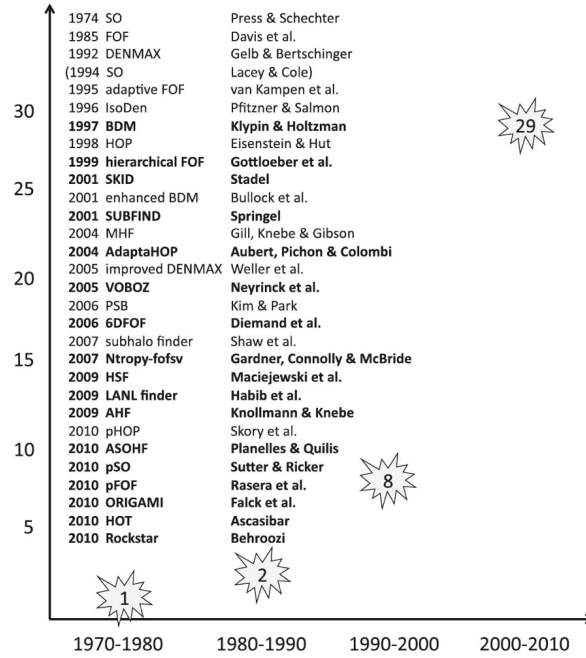 1974 SO Press & Schechter
1985 FOF Davis et al.
1992 DENMAX Gelb & Bertschinger
(1994 SO Lacey & Cole)
1995 adaptive FOF van Kampen et al.
1996 IsoDen Pfitzner & Salmon
1997 BDM Klypin & Holtzman
1998 HOP Eisenstein & Hut
1999 hierarchical FOF Gottloeber et al.
2001 SKID Stadel
2001 enhanced BDM Bullock et al.
2001 SUBFIND Springel
2004 MHF Gill, Knebe & Gibson
2004 AdaptaHOP Aubert, Pichon & Colombi
2005 improved DENMAX Weller et al.
2005 VOBOZ Neyrinck et al.
2006 PSB Kim & Park
2006 6DFOF Diemand et al.
2007 subhalo finder Shaw et al.
2007 Ntropy-fofsv Gardner, Connolly & McBride
2009 HSF Maciejewski et al.
2009 LANL finder Habib et al.
2009 AHF Knollmann & Knebe
2010 pHOP Skory et al.
2010 ASOHF Planelles & Quilis
2010 pSO Sutter & Ricker
2010 pFOF Rasera et al.
2010 ORIGAMI Falck et al.
2010 HOT Ascasibar
2010 Rockstar Behroozi
30
25
20
15
10
5
29
8
2
1
1970-1980 1980-1990 1990-2000 2000-2010